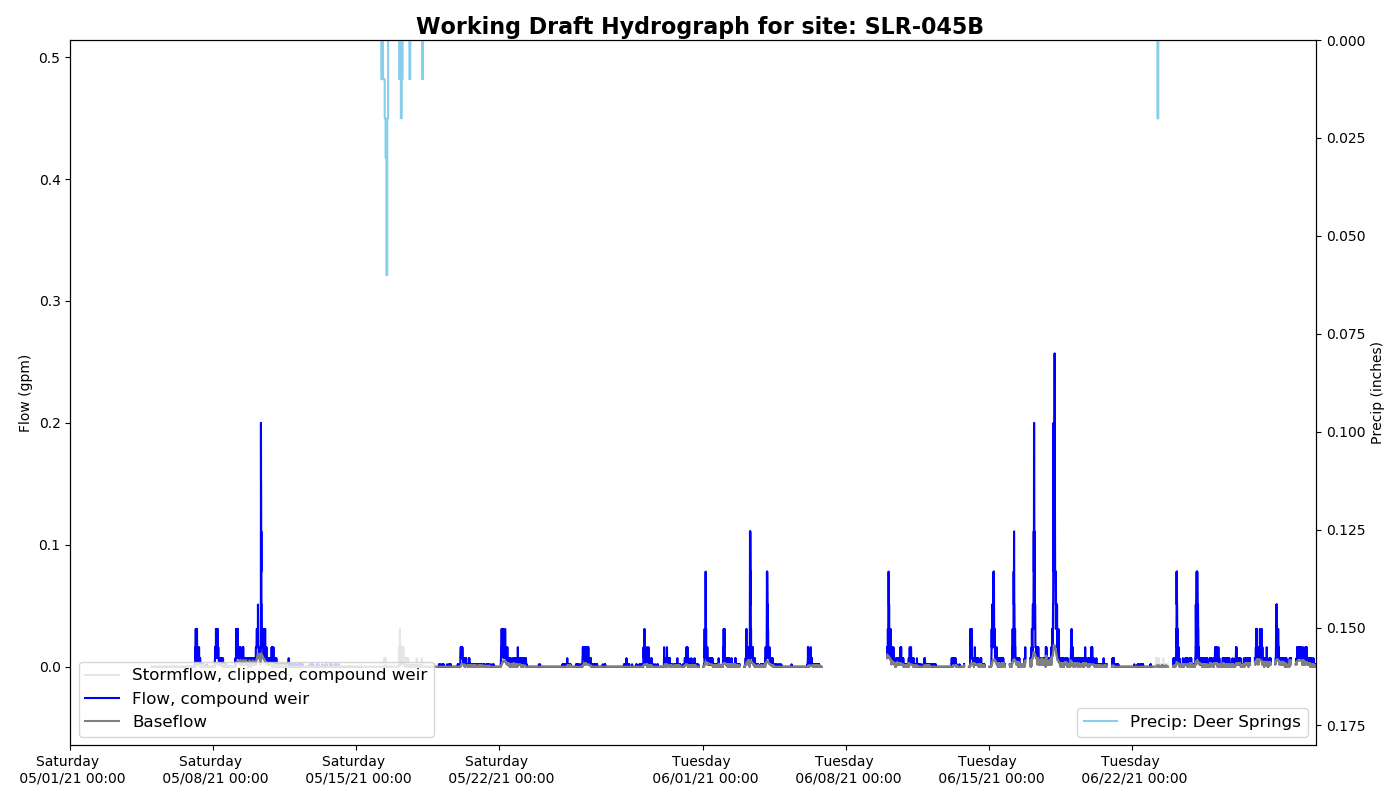 Working Draft Hydrograph for site: SLR-045B
0.5
0.4
0.3
0.2
0.1
0.0
Flow (gpm)
0.000
0.025
0.050
0.075
0.100
0.125
0.150
0.175
Precip (inches)
Stormflow, clipped, compound weir
Flow, compound weir
Baseflow
Precip: Deer Springs
Saturday
05/01/21 00:00
Saturday
05/08/21 00:00
Saturday
05/15/21 00:00
Saturday
05/22/21 00:00
Tuesday
06/01/21 00:00
Tuesday
06/08/21 00:00
Tuesday
06/15/21 00:00
Tuesday
06/22/21 00:00